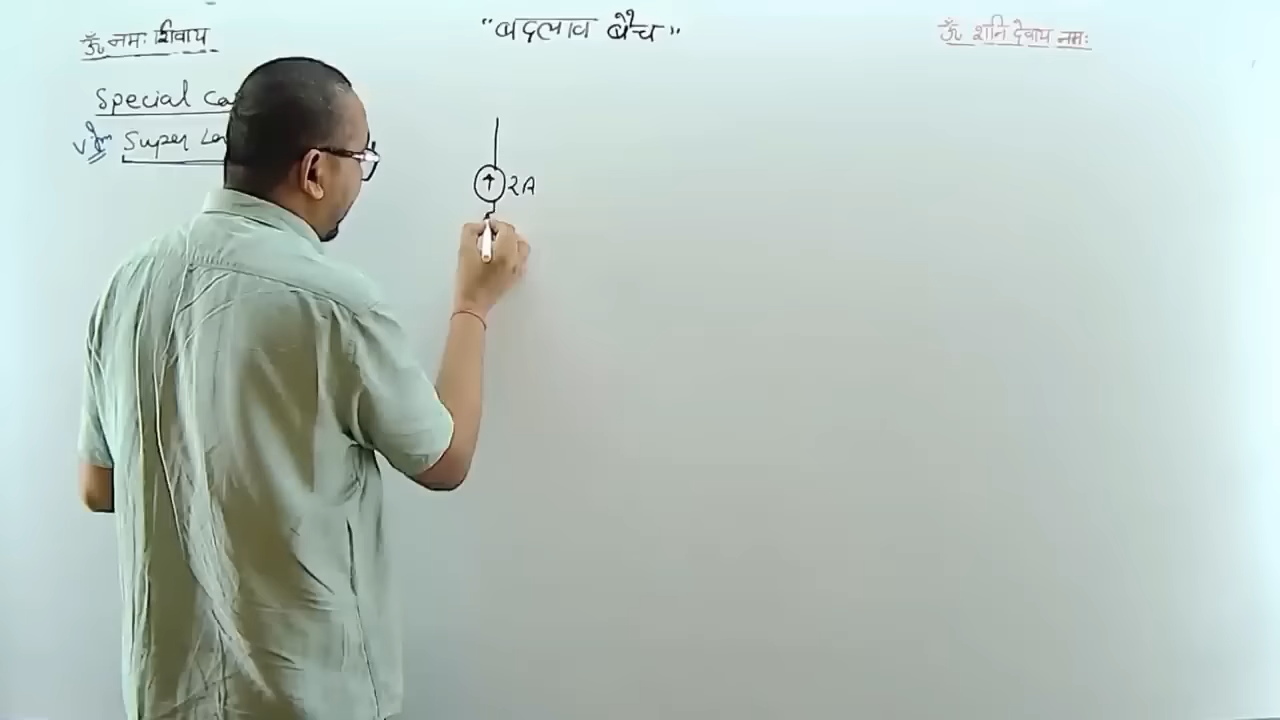 ॐ नमः शिवाय
"बदलाव बैच"
ॐ शनि देवाय नमः
Special
Super
2A